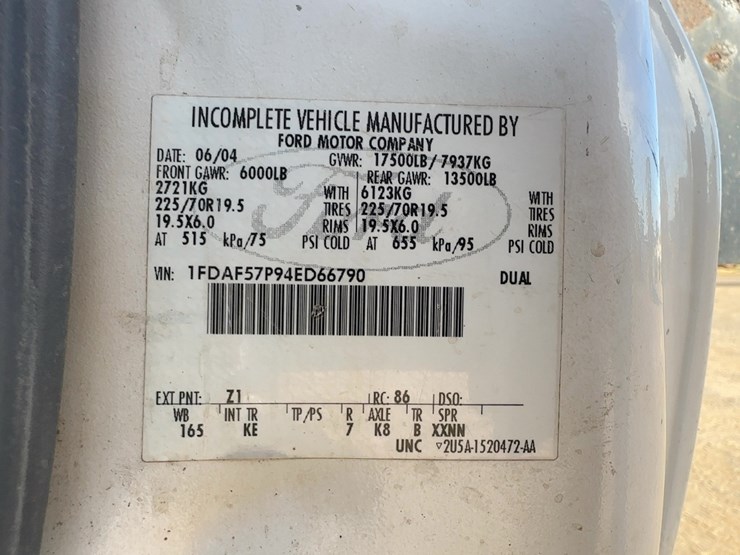 INCOMPLETE VEHICLE MANUFACTURED BY
FORD MOTOR COMPANY
DATE: 06/04 GVWR: 17500LB/ 7937KG
FRONT GAWR: 6000LB REAR GAWR: 13500LB
2721KG WITH 6123KG WITH
225/70R19.5 TIRES 225/70R19.5 TIRES
19.5X6.0 RIMS 19.5X6.0 RIMS
AT 515 kPa/75 PSI COLD AT 655 kPa/95 PSI COLD
Ford
VIN: 1FDAF57P94ED66790 DUAL
EXT PNT: Z1 RC: 86 DSO:
WB INT TR TP/PS R AXLE TR SPR
165 KE 7 K8 B XXNN
UNC ▽2U5A-1520472-AA